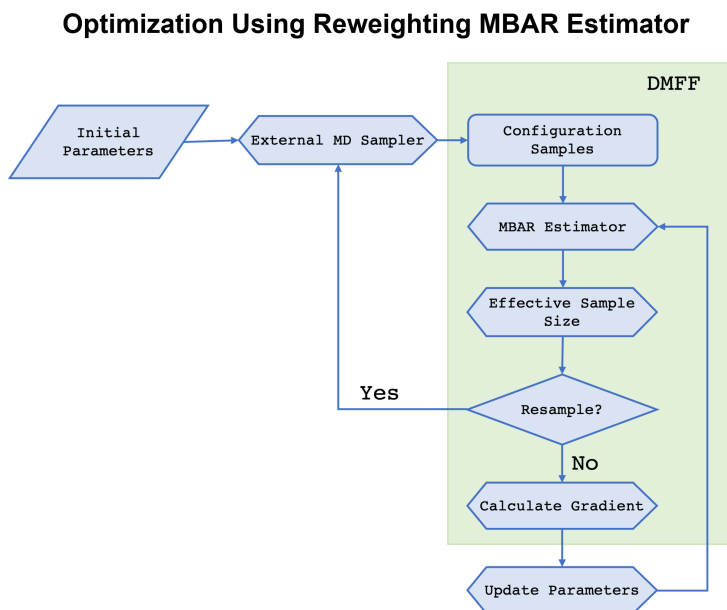 Optimization Using Reweighting MBAR Estimator
DMFF
Initial
Parameters
External MD Sampler
Configuration
Samples
MBAR Estimator
Effective Sample
Size
Yes
Resample?
No
Calculate Gradient
Update Parameters